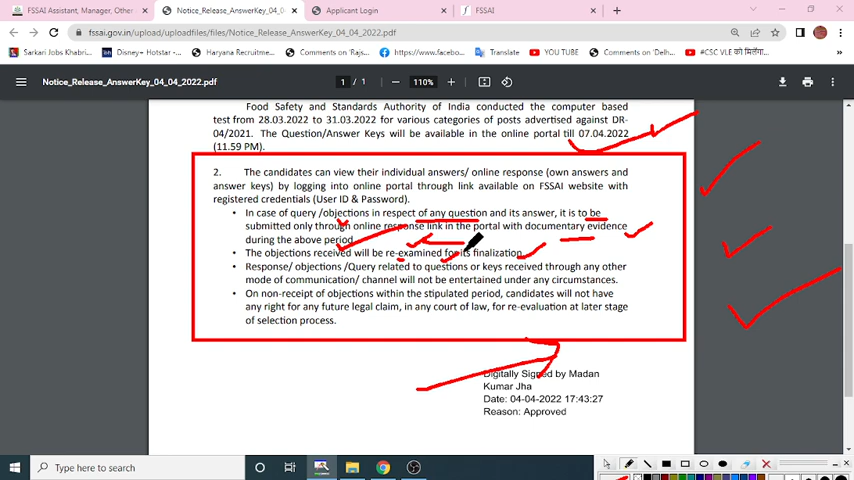 FSSAI Assistant, Manager, Other
Notice_Release_AnswerKey_04_04
Applicant Login
FSSAI
fssai.gov.in/upload/uploadfiles/files/Notice_Release_AnswerKey_04_04_2022.pdf
Sarkari Jobs Khabri...
Disney+ Hotstar -...
Haryana Recruitme...
Comments on 'Rajs...
https://www.facebo...
Translate
YOU TUBE
Comments on 'Delh...
#CSC VLE को मिलेंगी...
Notice_Release_AnswerKey_04_04_2022.pdf
1 / 1
110%
Food Safety and Standards Authority of India conducted the computer based
test from 28.03.2022 to 31.03.2022 for various categories of posts advertised against DR-
04/2021. The Question/Answer Keys will be available in the online portal till 07.04.2022
(11.59 PM).
2. The candidates can view their individual answers/ online response (own answers and
answer keys) by logging into online portal through link available on FSSAI website with
registered credentials (User ID & Password).
• In case of query /objections in respect of any question and its answer, it is to be
submitted only through online response link in the portal with documentary evidence
during the above period.
• The objections received will be re-examined for its finalization.
• Response/ objections /Query related to questions or keys received through any other
mode of communication/ channel will not be entertained under any circumstances.
• On non-receipt of objections within the stipulated period, candidates will not have
any right for any future legal claim, in any court of law, for re-evaluation at later stage
of selection process.
Digitally Signed by Madan
Kumar Jha
Date: 04-04-2022 17:43:27
Reason: Approved
Type here to search